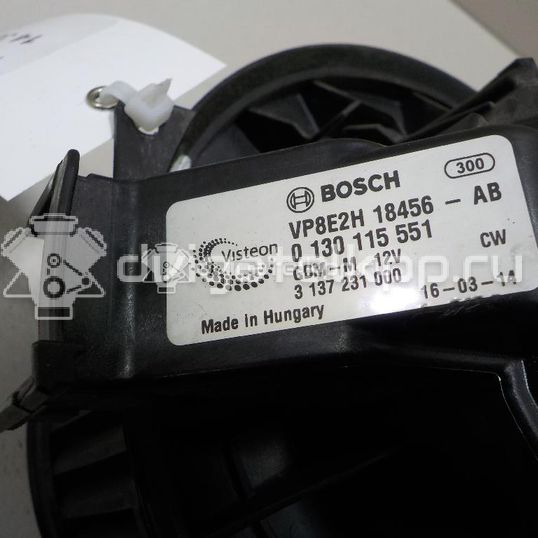 300
BOSCH
VP8E2H 18456 - AB
Visteon
0 130 115 551 CW
12V
3 137 231 000 16-03-14
Made in Hungary